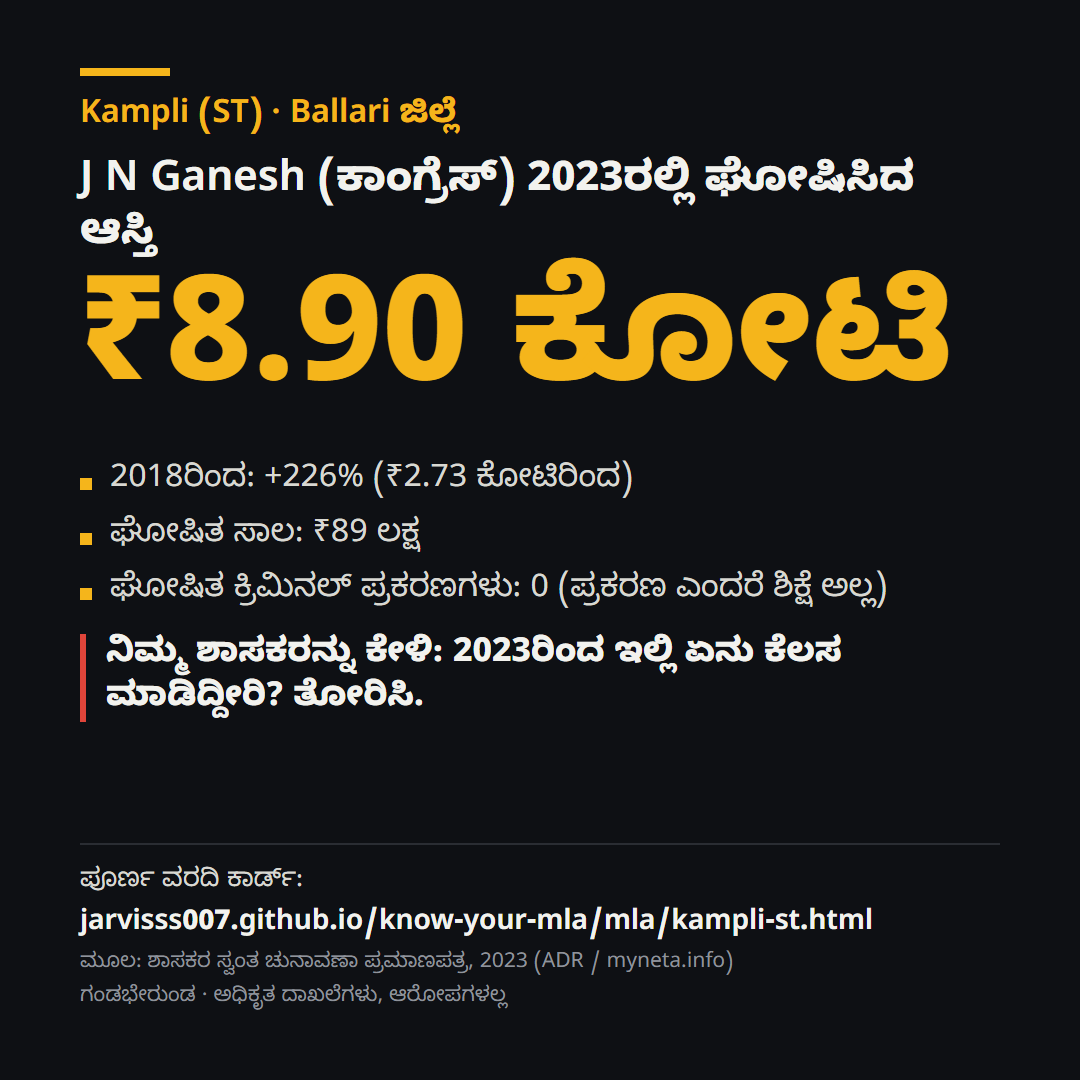 Kampli (ST) · Ballari ಜಿಲ್ಲೆ
J N Ganesh (ಕಾಂಗ್ರೆಸ್) 2023ರಲ್ಲಿ ಘೋಷಿಸಿದ
ಆಸ್ತಿ
₹8.90 ಕೋಟಿ
2018ರಿಂದ: +226% (₹2.73 ಕೋಟಿರಿಂದ)
ಘೋಷಿತ ಸಾಲ: ₹89 ಲಕ್ಷ
ಘೋಷಿತ ಕ್ರಿಮಿನಲ್ ಪ್ರಕರಣಗಳು: 0 (ಪ್ರಕರಣ ಎಂದರೆ ಶಿಕ್ಷೆ ಅಲ್ಲ)
ನಿಮ್ಮ ಶಾಸಕರನ್ನು ಕೇಳಿ: 2023ರಿಂದ ಇಲ್ಲಿ ಏನು ಕೆಲಸ
ಮಾಡಿದ್ದೀರಿ? ತೋರಿಸಿ.
ಪೂರ್ಣ ವರದಿ ಕಾರ್ಡ್:
jarvisss007.github.io/know-your-mla/mla/kampli-st.html
ಮೂಲ: ಶಾಸಕರ ಸ್ವಂತ ಚುನಾವಣಾ ಪ್ರಮಾಣಪತ್ರ, 2023 (ADR / myneta.info)
ಗಂಡಭೇರುಂಡ · ಅಧಿಕೃತ ದಾಖಲೆಗಳು, ಆರೋಪಗಳಲ್ಲ